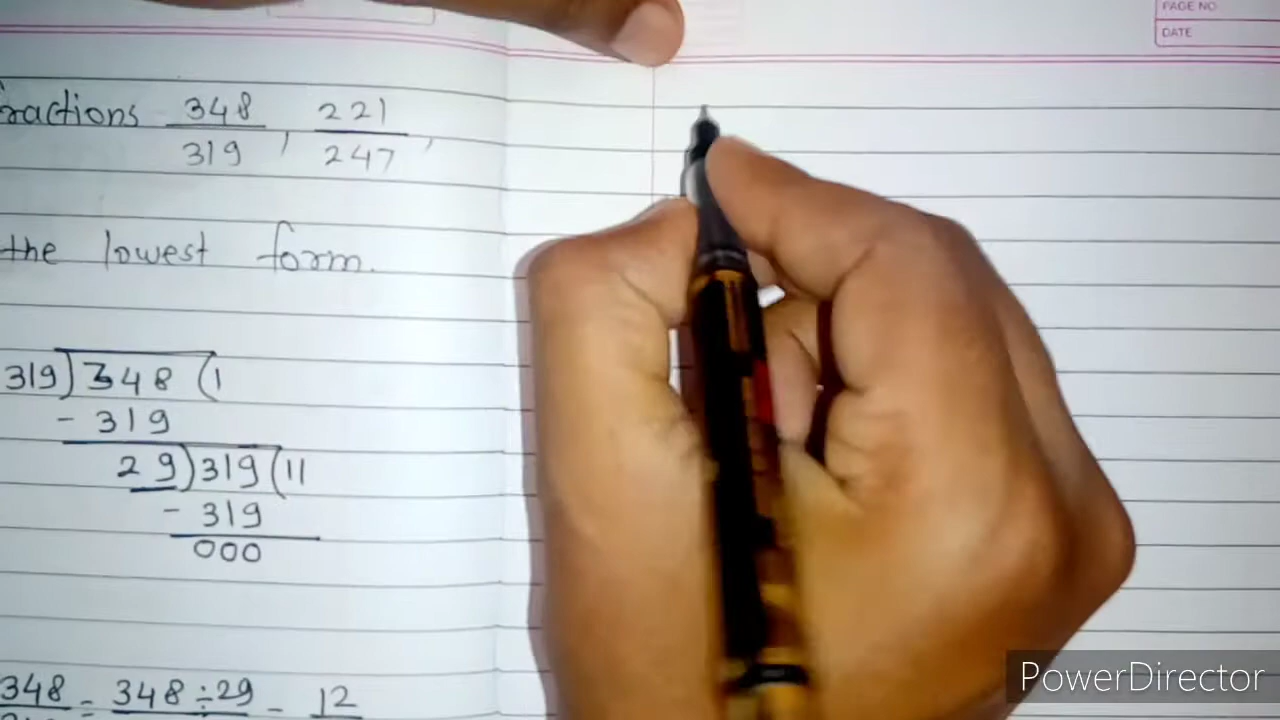 PAGE NO.
DATE
ractions 348/319 , 221/247 ,
the lowest form.
319)348(1
- 319
29)319(11
- 319
000
348 = 348÷29 = 12
PowerDirector